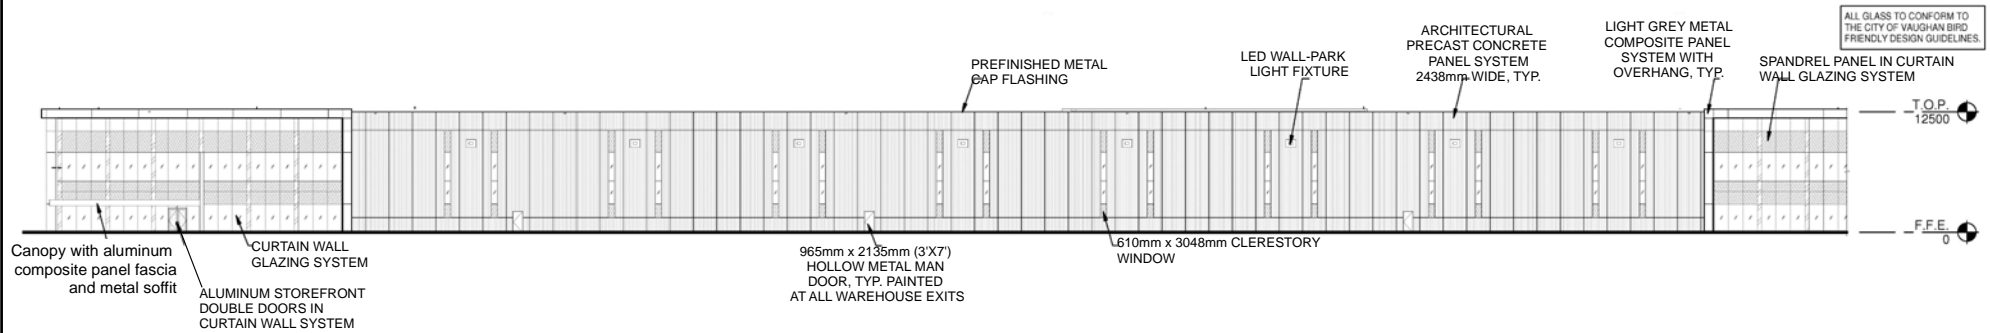 ALL GLASS TO CONFORM TO
THE CITY OF VAUGHAN BIRD
FRIENDLY DESIGN GUIDELINES.
PREFINISHED METAL
CAP FLASHING
LED WALL-PARK
LIGHT FIXTURE
ARCHITECTURAL
PRECAST CONCRETE
PANEL SYSTEM
2438mm WIDE, TYP.
LIGHT GREY METAL
COMPOSITE PANEL
SYSTEM WITH
OVERHANG, TYP.
SPANDREL PANEL IN CURTAIN
WALL GLAZING SYSTEM
T.O.P.
12500
F.F.E.
0
Canopy with aluminum
composite panel fascia
and metal soffit
CURTAIN WALL
GLAZING SYSTEM
ALUMINUM STOREFRONT
DOUBLE DOORS IN
CURTAIN WALL SYSTEM
965mm x 2135mm (3'X7')
HOLLOW METAL MAN
DOOR, TYP. PAINTED
AT ALL WAREHOUSE EXITS
610mm x 3048mm CLERESTORY
WINDOW